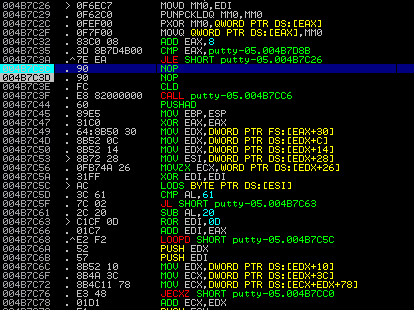 004B7C26 > 0F6EC7 MOVD MM0,EDI
004B7C29 . 0F62C0 PUNPCKLDQ MM0,MM0
004B7C2C . 0FEF00 PXOR MM0,QWORD PTR DS:[EAX]
004B7C2F . 0F7F00 MOVQ QWORD PTR DS:[EAX],MM0
004B7C32 . 83C0 08 ADD EAX,8
004B7C35 . 3D 8B7D4B00 CMP EAX,putty-05.004B7D8B
004B7C3A .^7E EA JLE SHORT putty-05.004B7C26
. 90 NOP
004B7C3D . 90 NOP
004B7C3E . FC CLD
004B7C3F . E8 82000000 CALL putty-05.004B7CC6
004B7C44 . 60 PUSHAD
004B7C45 . 89E5 MOV EBP,ESP
004B7C47 . 31C0 XOR EAX,EAX
004B7C49 . 64:8B50 30 MOV EDX,DWORD PTR FS:[EAX+30]
004B7C4D . 8B52 0C MOV EDX,DWORD PTR DS:[EDX+C]
004B7C50 . 8B52 14 MOV EDX,DWORD PTR DS:[EDX+14]
004B7C53 > 8B72 28 MOV ESI,DWORD PTR DS:[EDX+28]
004B7C56 . 0FB74A 26 MOVZX ECX,WORD PTR DS:[EDX+26]
004B7C5A . 31FF XOR EDI,EDI
004B7C5C > AC LODS BYTE PTR DS:[ESI]
004B7C5D . 3C 61 CMP AL,61
004B7C5F . 7C 02 JL SHORT putty-05.004B7C63
004B7C61 . 2C 20 SUB AL,20
004B7C63 > C1CF 0D ROR EDI,0D
004B7C66 . 01C7 ADD EDI,EAX
004B7C68 .^E2 F2 LOOPD SHORT putty-05.004B7C5C
004B7C6A . 52 PUSH EDX
004B7C6B . 57 PUSH EDI
004B7C6C . 8B52 10 MOV EDX,DWORD PTR DS:[EDX+10]
004B7C6F . 8B4A 3C MOV ECX,DWORD PTR DS:[EDX+3C]
004B7C72 . 8B4C11 78 MOV ECX,DWORD PTR DS:[ECX+EDX+78]
004B7C76 . E3 48 JECXZ SHORT putty-05.004B7CC0
004B7C78 . 01D1 ADD ECX,EDX